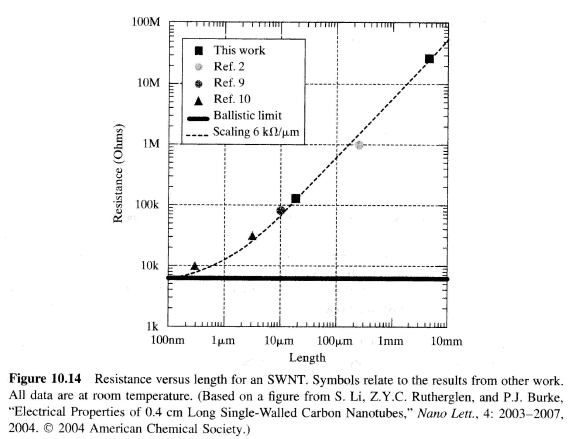 100M
10M
1M
100k
10k
1k
Resistance (Ohms)
This work
Ref. 2
Ref. 9
Ref. 10
Ballistic limit
Scaling 6 kΩ/μm
100nm 1μm 10μm 100μm 1mm 10mm
Length
Figure 10.14 Resistance versus length for an SWNT. Symbols relate to the results from other work.
All data are at room temperature. (Based on a figure from S. Li, Z.Y.C. Rutherglen, and P.J. Burke,
“Electrical Properties of 0.4 cm Long Single-Walled Carbon Nanotubes,” Nano Lett., 4: 2003–2007,
2004. © 2004 American Chemical Society.)